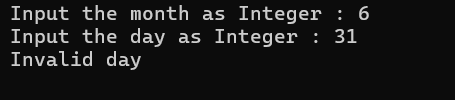 Input the month as Integer : 6
Input the day as Integer : 31
Invalid day